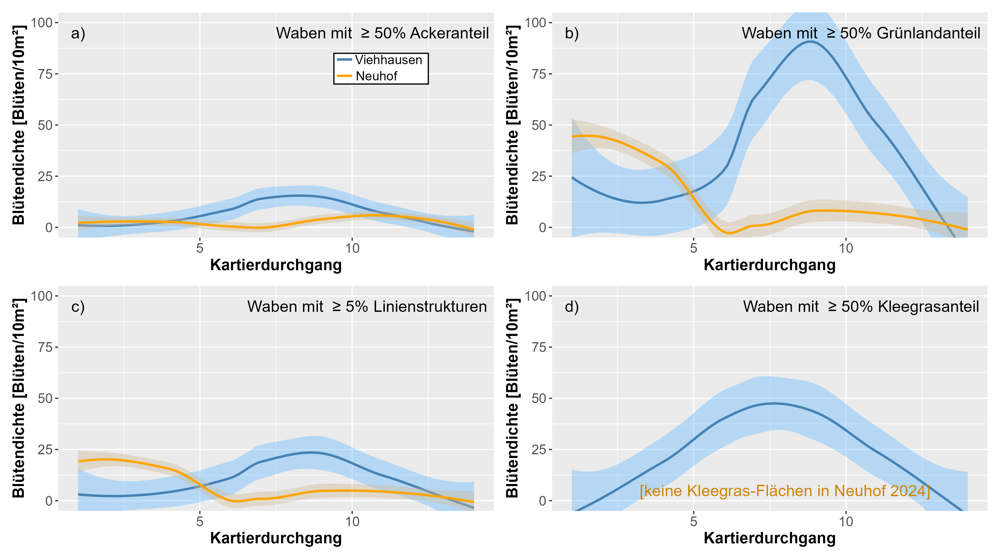 a)
Waben mit ≥ 50% Ackeranteil
Viehhausen
Neuhof
100
75
50
25
0
5
10
Blütendichte [Blüten/10m²]
Kartierdurchgang
b)
Waben mit ≥ 50% Grünlandanteil
100
75
50
25
0
5
10
Blütendichte [Blüten/10m²]
Kartierdurchgang
c)
Waben mit ≥ 5% Linienstrukturen
100
75
50
25
0
5
10
Blütendichte [Blüten/10m²]
Kartierdurchgang
d)
Waben mit ≥ 50% Kleegrasanteil
100
75
50
25
0
[keine Kleegras-Flächen in Neuhof 2024]
5
10
Blütendichte [Blüten/10m²]
Kartierdurchgang